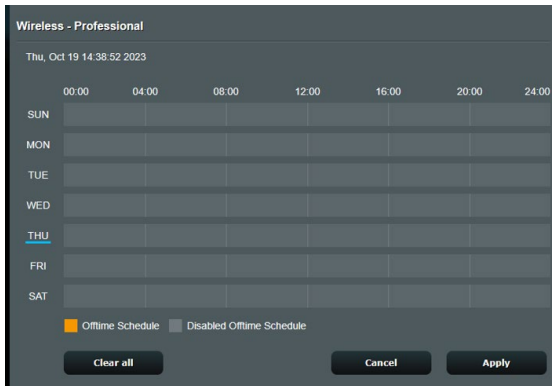 Wireless - Professional
Thu, Oct 19 14:38:52 2023
00:00 04:00 08:00 12:00 16:00 20:00 24:00
SUN
MON
TUE
WED
THU
FRI
SAT
Offtime Schedule Disabled Offtime Schedule
Clear all Cancel Apply